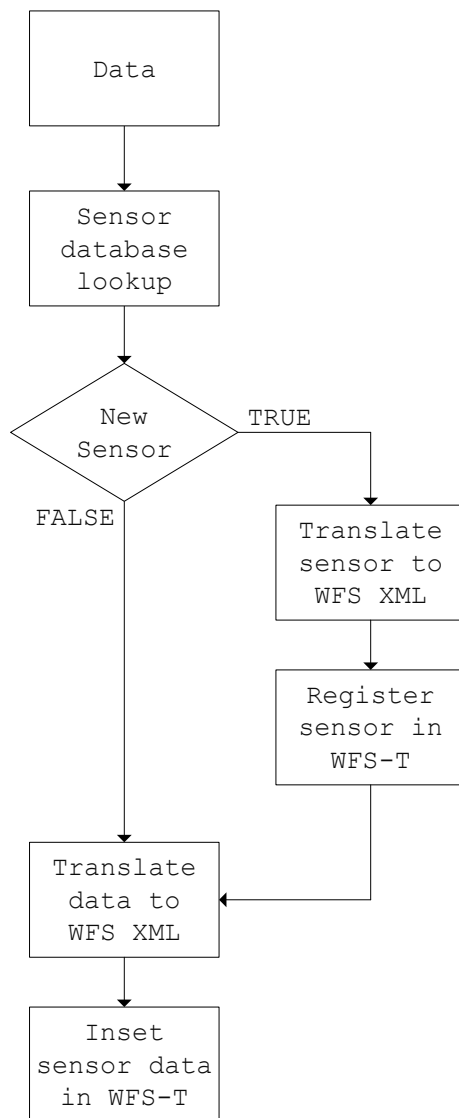 Data
Sensor
database
lookup
New
Sensor
TRUE
FALSE
Translate
sensor to
WFS XML
Register
sensor in
WFS-T
Translate
data to
WFS XML
Inset
sensor data
in WFS-T